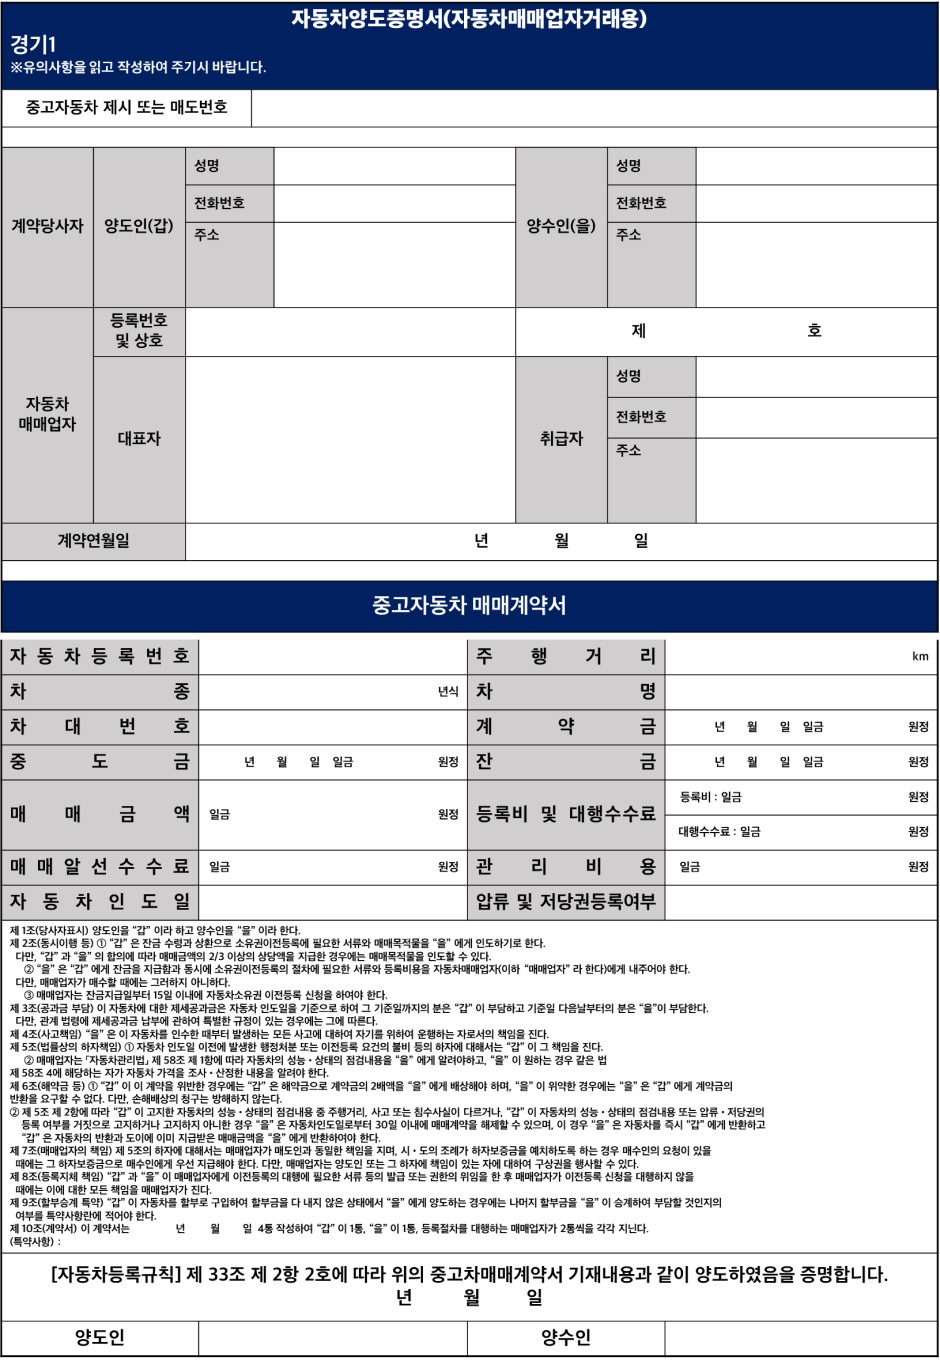 자동차양도증명서(자동차매매업자거래용)
경기1
※유의사항을 읽고 작성하여 주기시 바랍니다.
중고자동차 제시 또는 매도번호
계약당사자
양도인(갑)
성명
전화번호
주소
양수인(을)
성명
전화번호
주소
자동차
매매업자
등록번호
및 상호
제 호
대표자
취급자
성명
전화번호
주소
계약연월일
년 월 일
중고자동차 매매계약서
자동차등록번호
주행거리 km
차종 년식
차명
차대번호
계약금 년 월 일 일금 원정
중도금 년 월 일 일금 원정
잔금 년 월 일 일금 원정
매매금액 일금 원정
등록비 및 대행수수료
등록비 : 일금 원정
대행수수료 : 일금 원정
매매알선수수료 일금 원정
관리비용 일금 원정
자동차인도일
압류 및 저당권등록여부
제 1조(당사자표시) 양도인을 “갑” 이라 하고 양수인을 “을” 이라 한다.
제 2조(동시이행 등) ① “갑” 은 잔금 수령과 상환으로 소유권이전등록에 필요한 서류와 매매목적물을 “을” 에게 인도하기로 한다.
다만, “갑” 과 “을” 의 합의에 따라 매매금액의 2/3 이상의 상당액을 지급한 경우에는 매매목적물을 인도할 수 있다.
② “을” 은 “갑” 에게 잔금을 지급함과 동시에 소유권이전등록의 절차에 필요한 서류와 등록비용을 자동차매매업자(이하 “매매업자” 라 한다)에게 내주어야 한다.
다만, 매매업자가 매수할 때에는 그러하지 아니하다.
③ 매매업자는 잔금지급일부터 15일 이내에 자동차소유권 이전등록 신청을 하여야 한다.
제 3조(공과금 부담) 이 자동차에 대한 제세공과금은 자동차 인도일을 기준으로 하여 그 기준일까지의 분은 “갑” 이 부담하고 기준일 다음날부터의 분은 “을”이 부담한다.
다만, 관계 법령에 제세공과금 납부에 관하여 특별한 규정이 있는 경우에는 그에 따른다.
제 4조(사고책임) “을” 은 이 자동차를 인수한 때부터 발생하는 모든 사고에 대하여 자기를 위하여 운행하는 자로서의 책임을 진다.
제 5조(법률상의 하자책임) ① 자동차 인도일 이전에 발생한 행정처분 또는 이전등록 요건의 불비 등의 하자에 대해서는 “갑” 이 그 책임을 진다.
② 매매업자는 「자동차관리법」 제 58조 제 1항에 따라 자동차의 성능·상태의 점검내용을 “을” 에게 알려야하고, “을” 이 원하는 경우 같은 법
제 58조 4에 해당하는 자가 자동차 가격을 조사·산정한 내용을 알려야 한다.
제 6조(해약금 등) ① “갑” 이 이 계약을 위반한 경우에는 “갑” 은 해약금으로 계약금의 2배액을 “을” 에게 배상해야 하며, “을” 이 위약한 경우에는 “을” 은 “갑” 에게 계약금의
반환을 요구할 수 없다. 다만, 손해배상의 청구는 방해하지 않는다.
② 제 5조 제 2항에 따라 “갑” 이 고지한 자동차의 성능·상태의 점검내용 중 주행거리, 사고 또는 침수사실이 다르거나, “갑” 이 자동차의 성능·상태의 점검내용 또는 압류·저당권의
등록 여부를 거짓으로 고지하거나 고지하지 아니한 경우 “을” 은 자동차인도일로부터 30일 이내에 매매계약을 해제할 수 있으며, 이 경우 “을” 은 자동차를 즉시 “갑” 에게 반환하고
“갑” 은 자동차의 반환과 도이에 이미 지급받은 매매금액을 “을” 에게 반환하여야 한다.
제 7조(매매업자의 책임) 제 5조의 하자에 대해서는 매매업자가 매도인과 동일한 책임을 지며, 시·도의 조례가 하자보증금을 예치하도록 하는 경우 매수인의 요청이 있을
때에는 그 하자보증금으로 매수인에게 우선 지급해야 한다. 다만, 매매업자는 양도인 또는 그 하자에 책임이 있는 자에 대하여 구상권을 행사할 수 있다.
제 8조(등록지체 책임) “갑” 과 “을” 이 매매업자에게 이전등록의 대행에 필요한 서류 등의 발급 또는 권한의 위임을 한 후 매매업자가 이전등록 신청을 대행하지 않을
때에는 이에 대한 모든 책임을 매매업자가 진다.
제 9조(할부승계 특약) “갑” 이 자동차를 할부로 구입하여 할부금을 다 내지 않은 상태에서 “을” 에게 양도하는 경우에는 나머지 할부금을 “을” 이 승계하여 부담할 것인지의
여부를 특약사항란에 적어야 한다.
제 10조(계약서) 이 계약서는 년 월 일 4통 작성하여 “갑” 이 1통, “을” 이 1통, 등록절차를 대행하는 매매업자가 2통씩을 각각 지닌다.
(특약사항) :
[자동차등록규칙] 제 33조 제 2항 2호에 따라 위의 중고차매매계약서 기재내용과 같이 양도하였음을 증명합니다.
년 월 일
양도인
양수인